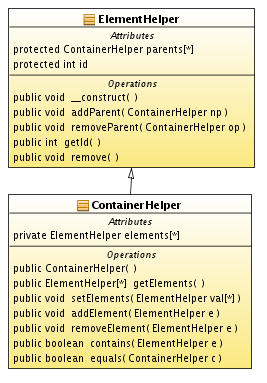 ElementHelper
Attributes
protected ContainerHelper parents[*]
protected int id
Operations
public void __construct( )
public void addParent( ContainerHelper np )
public void removeParent( ContainerHelper op )
public int getId( )
public void remove( )
ContainerHelper
Attributes
private ElementHelper elements[*]
Operations
public ContainerHelper( )
public ElementHelper[*] getElements( )
public void setElements( ElementHelper val[*] )
public void addElement( ElementHelper e )
public void removeElement( ElementHelper e )
public boolean contains( ElementHelper e )
public boolean equals( ContainerHelper c )